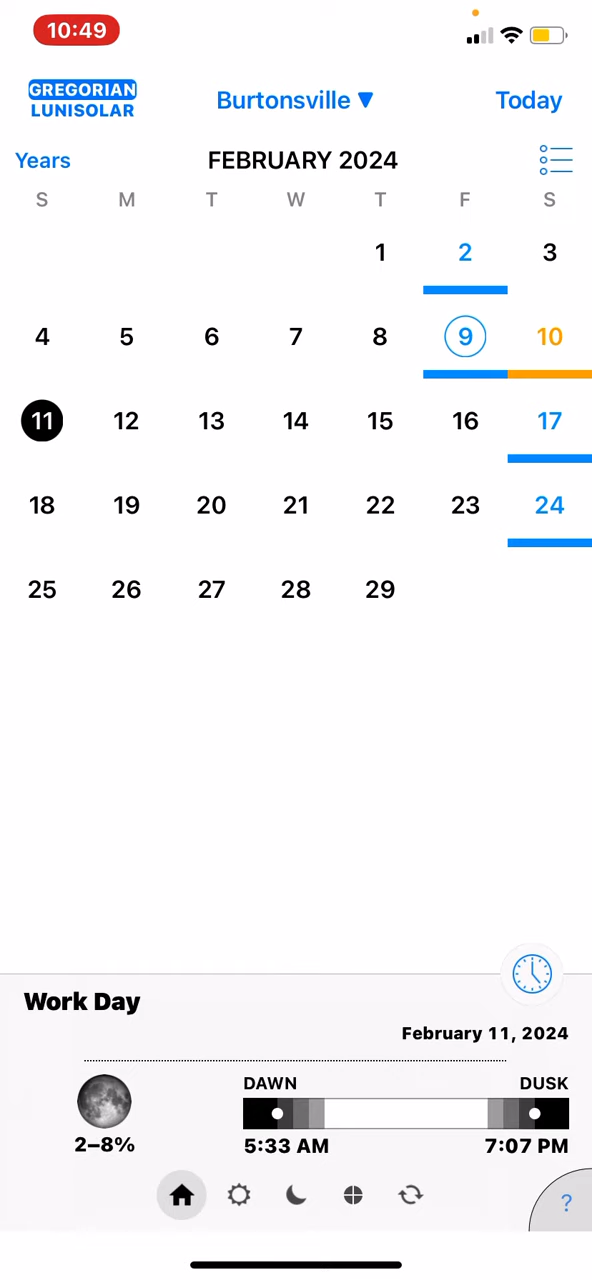 10:49
GREGORIAN
LUNISOLAR
Burtonsville ▼
Today
Years
FEBRUARY 2024
S M T W T F S
1 2 3
4 5 6 7 8 9 10
11 12 13 14 15 16 17
18 19 20 21 22 23 24
25 26 27 28 29
Work Day
February 11, 2024
DAWN DUSK
2–8%
5:33 AM 7:07 PM
?